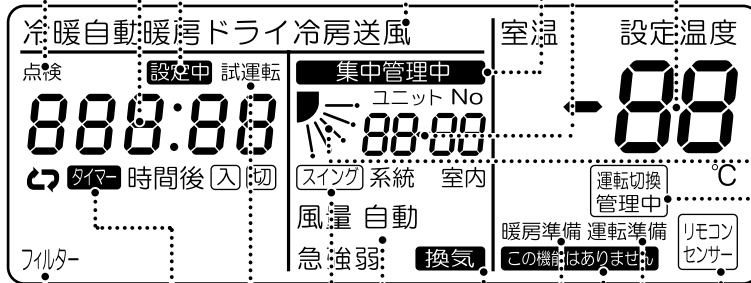 冷暖自動暖房ドライ冷房送風
室温 設定温度
点検 設定中 試運転
集中管理中
ユニット No
888:88
88-00
-88
タイマー 時間後 入 切
スイング 系統 室内
運転切換
管理中
℃
風量 自動
暖房準備 運転準備
リモコン
センサー
フィルター
急強弱 換気
この機能はありません